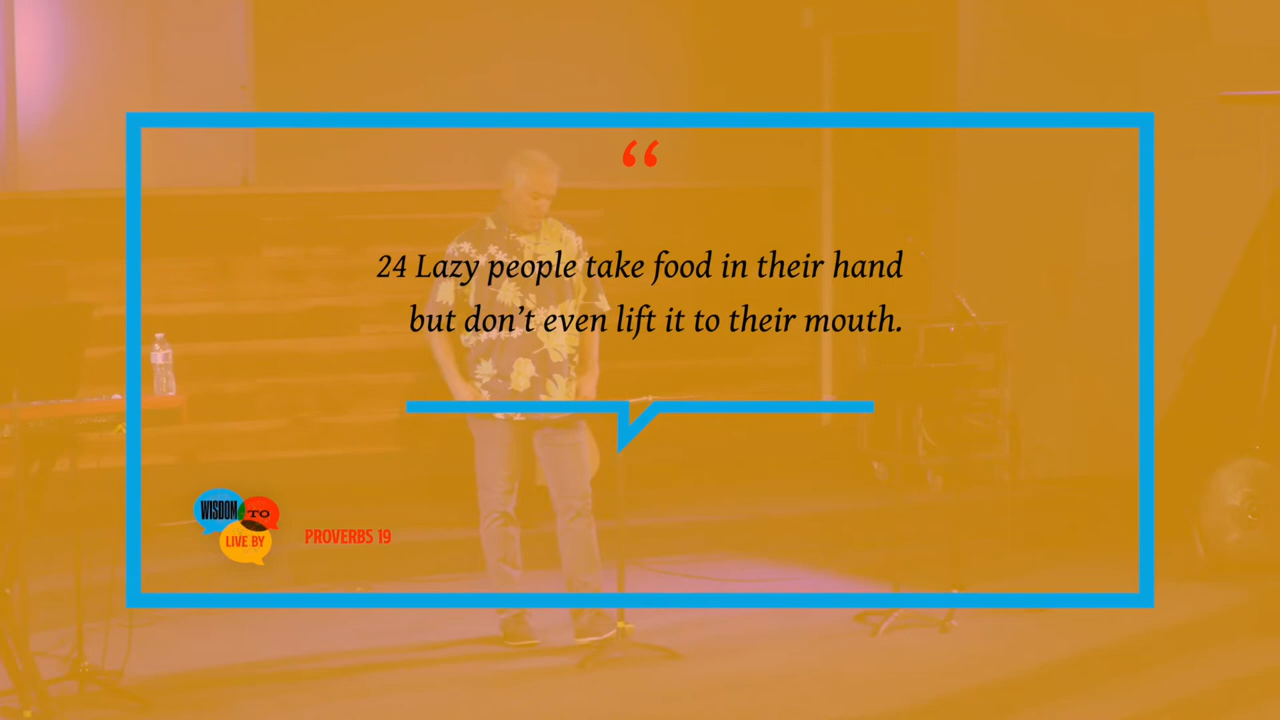 “
24 Lazy people take food in their hand
but don’t even lift it to their mouth.
WISDOM TO
LIVE BY
PROVERBS 19